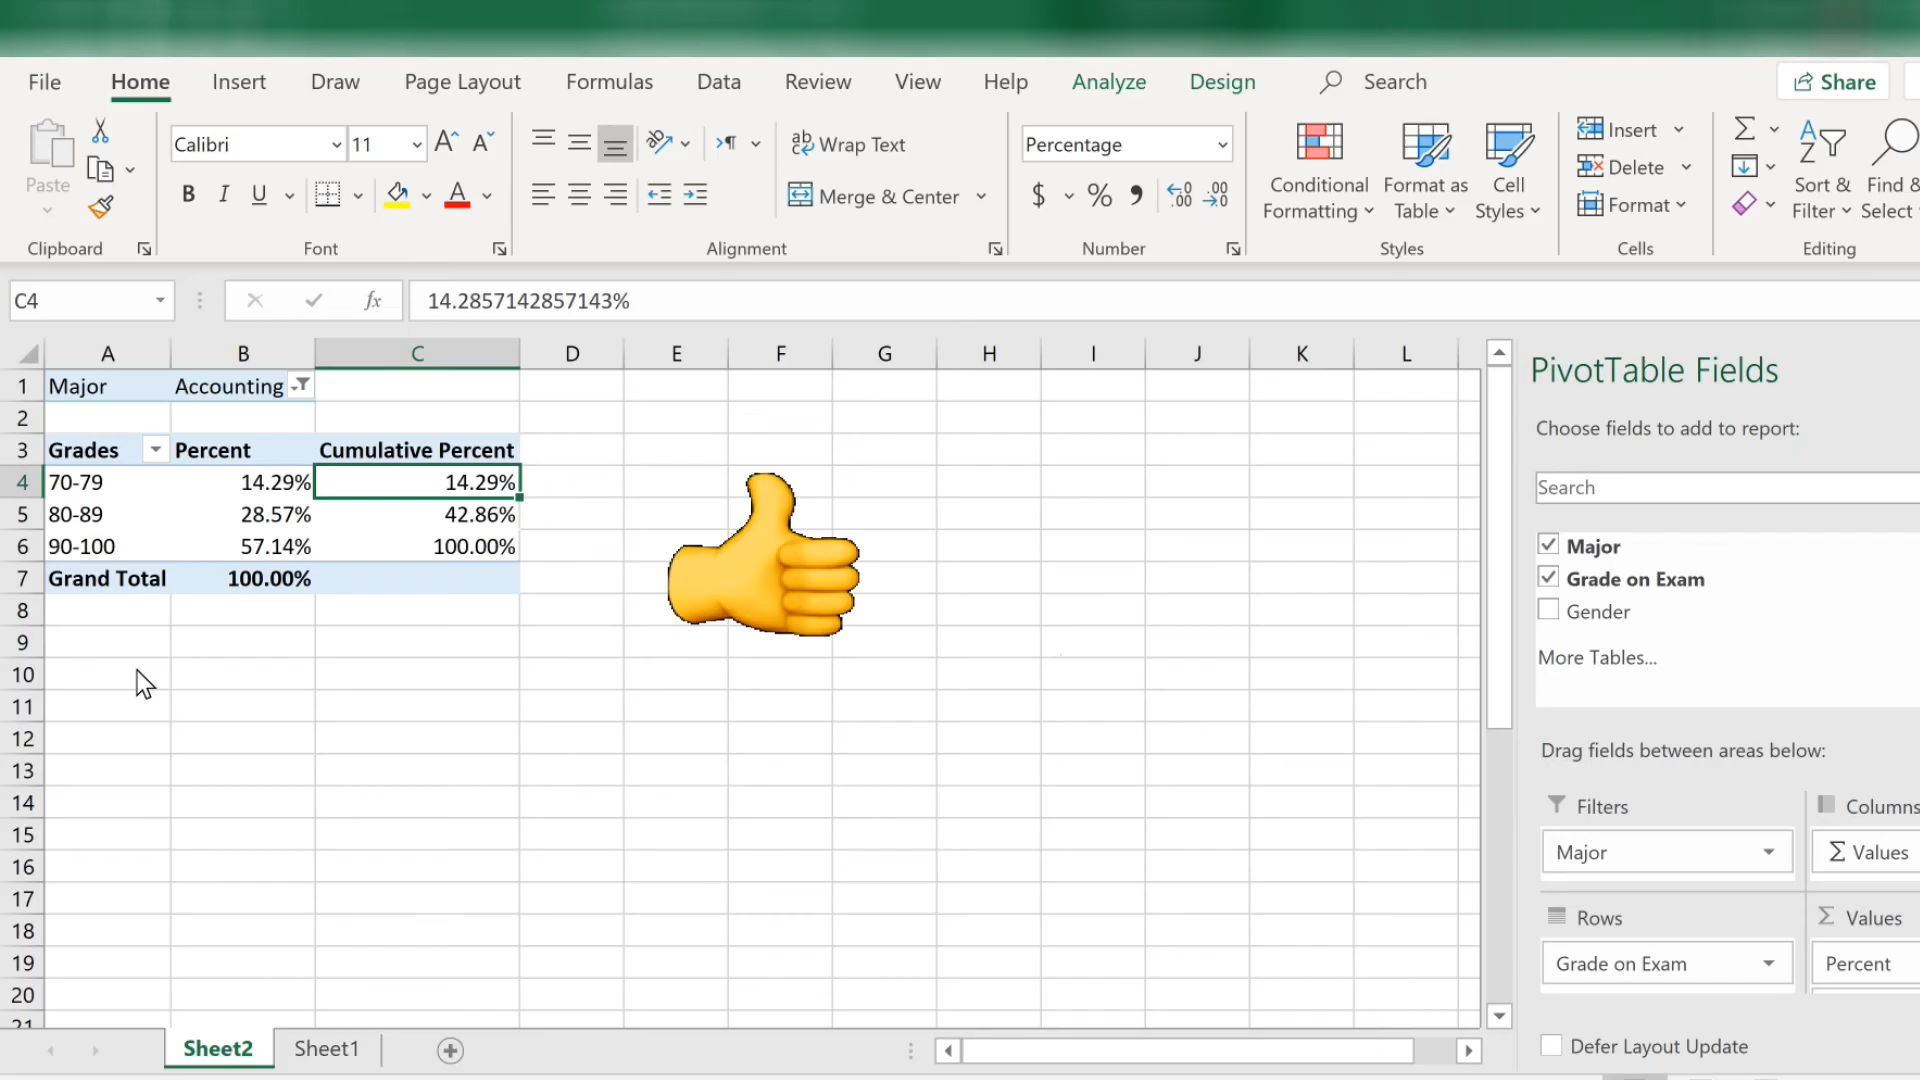 File Home Insert Draw Page Layout Formulas Data Review View Help Analyze Design Search Share
Calibri 11 Wrap Text Percentage Insert
Paste Delete
B I U Merge & Center $ % Conditional Formatting Format as Table Cell Styles Format Sort & Filter Find & Select
Clipboard Font Alignment Number Styles Cells Editing
C4 fx 14.2857142857143%
A B C D E F G H I J K L
1 Major Accounting
2
3 Grades Percent Cumulative Percent
4 70-79 14.29% 14.29%
5 80-89 28.57% 42.86%
6 90-100 57.14% 100.00%
7 Grand Total 100.00%
8
9
10
11
12
13
14
15
16
17
18
19
20
21
Sheet2 Sheet1
PivotTable Fields
Choose fields to add to report:
Search
Major
Grade on Exam
Gender
More Tables...
Drag fields between areas below:
Filters Columns
Major Σ Values
Rows Σ Values
Grade on Exam Percent
Defer Layout Update